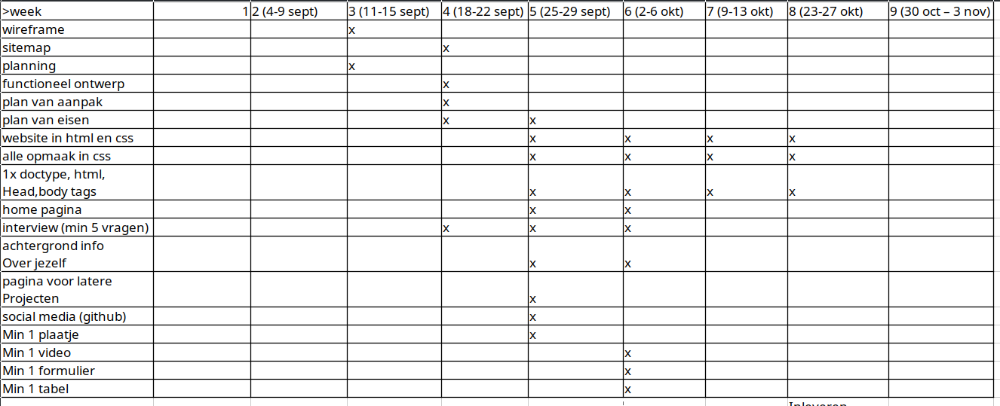 >week 1 2 (4-9 sept) 3 (11-15 sept) 4 (18-22 sept) 5 (25-29 sept) 6 (2-6 okt) 7 (9-13 okt) 8 (23-27 okt) 9 (30 oct – 3 nov)
wireframe x
sitemap x
planning x
functioneel ontwerp x
plan van aanpak x
plan van eisen x x
website in html en css x x x x
alle opmaak in css x x x x
1x doctype, html,
Head,body tags x x x x
home pagina x x
interview (min 5 vragen) x x x
achtergrond info
Over jezelf x x
pagina voor latere
Projecten x
social media (github) x
Min 1 plaatje x
Min 1 video x
Min 1 formulier x
Min 1 tabel x
Inleveren